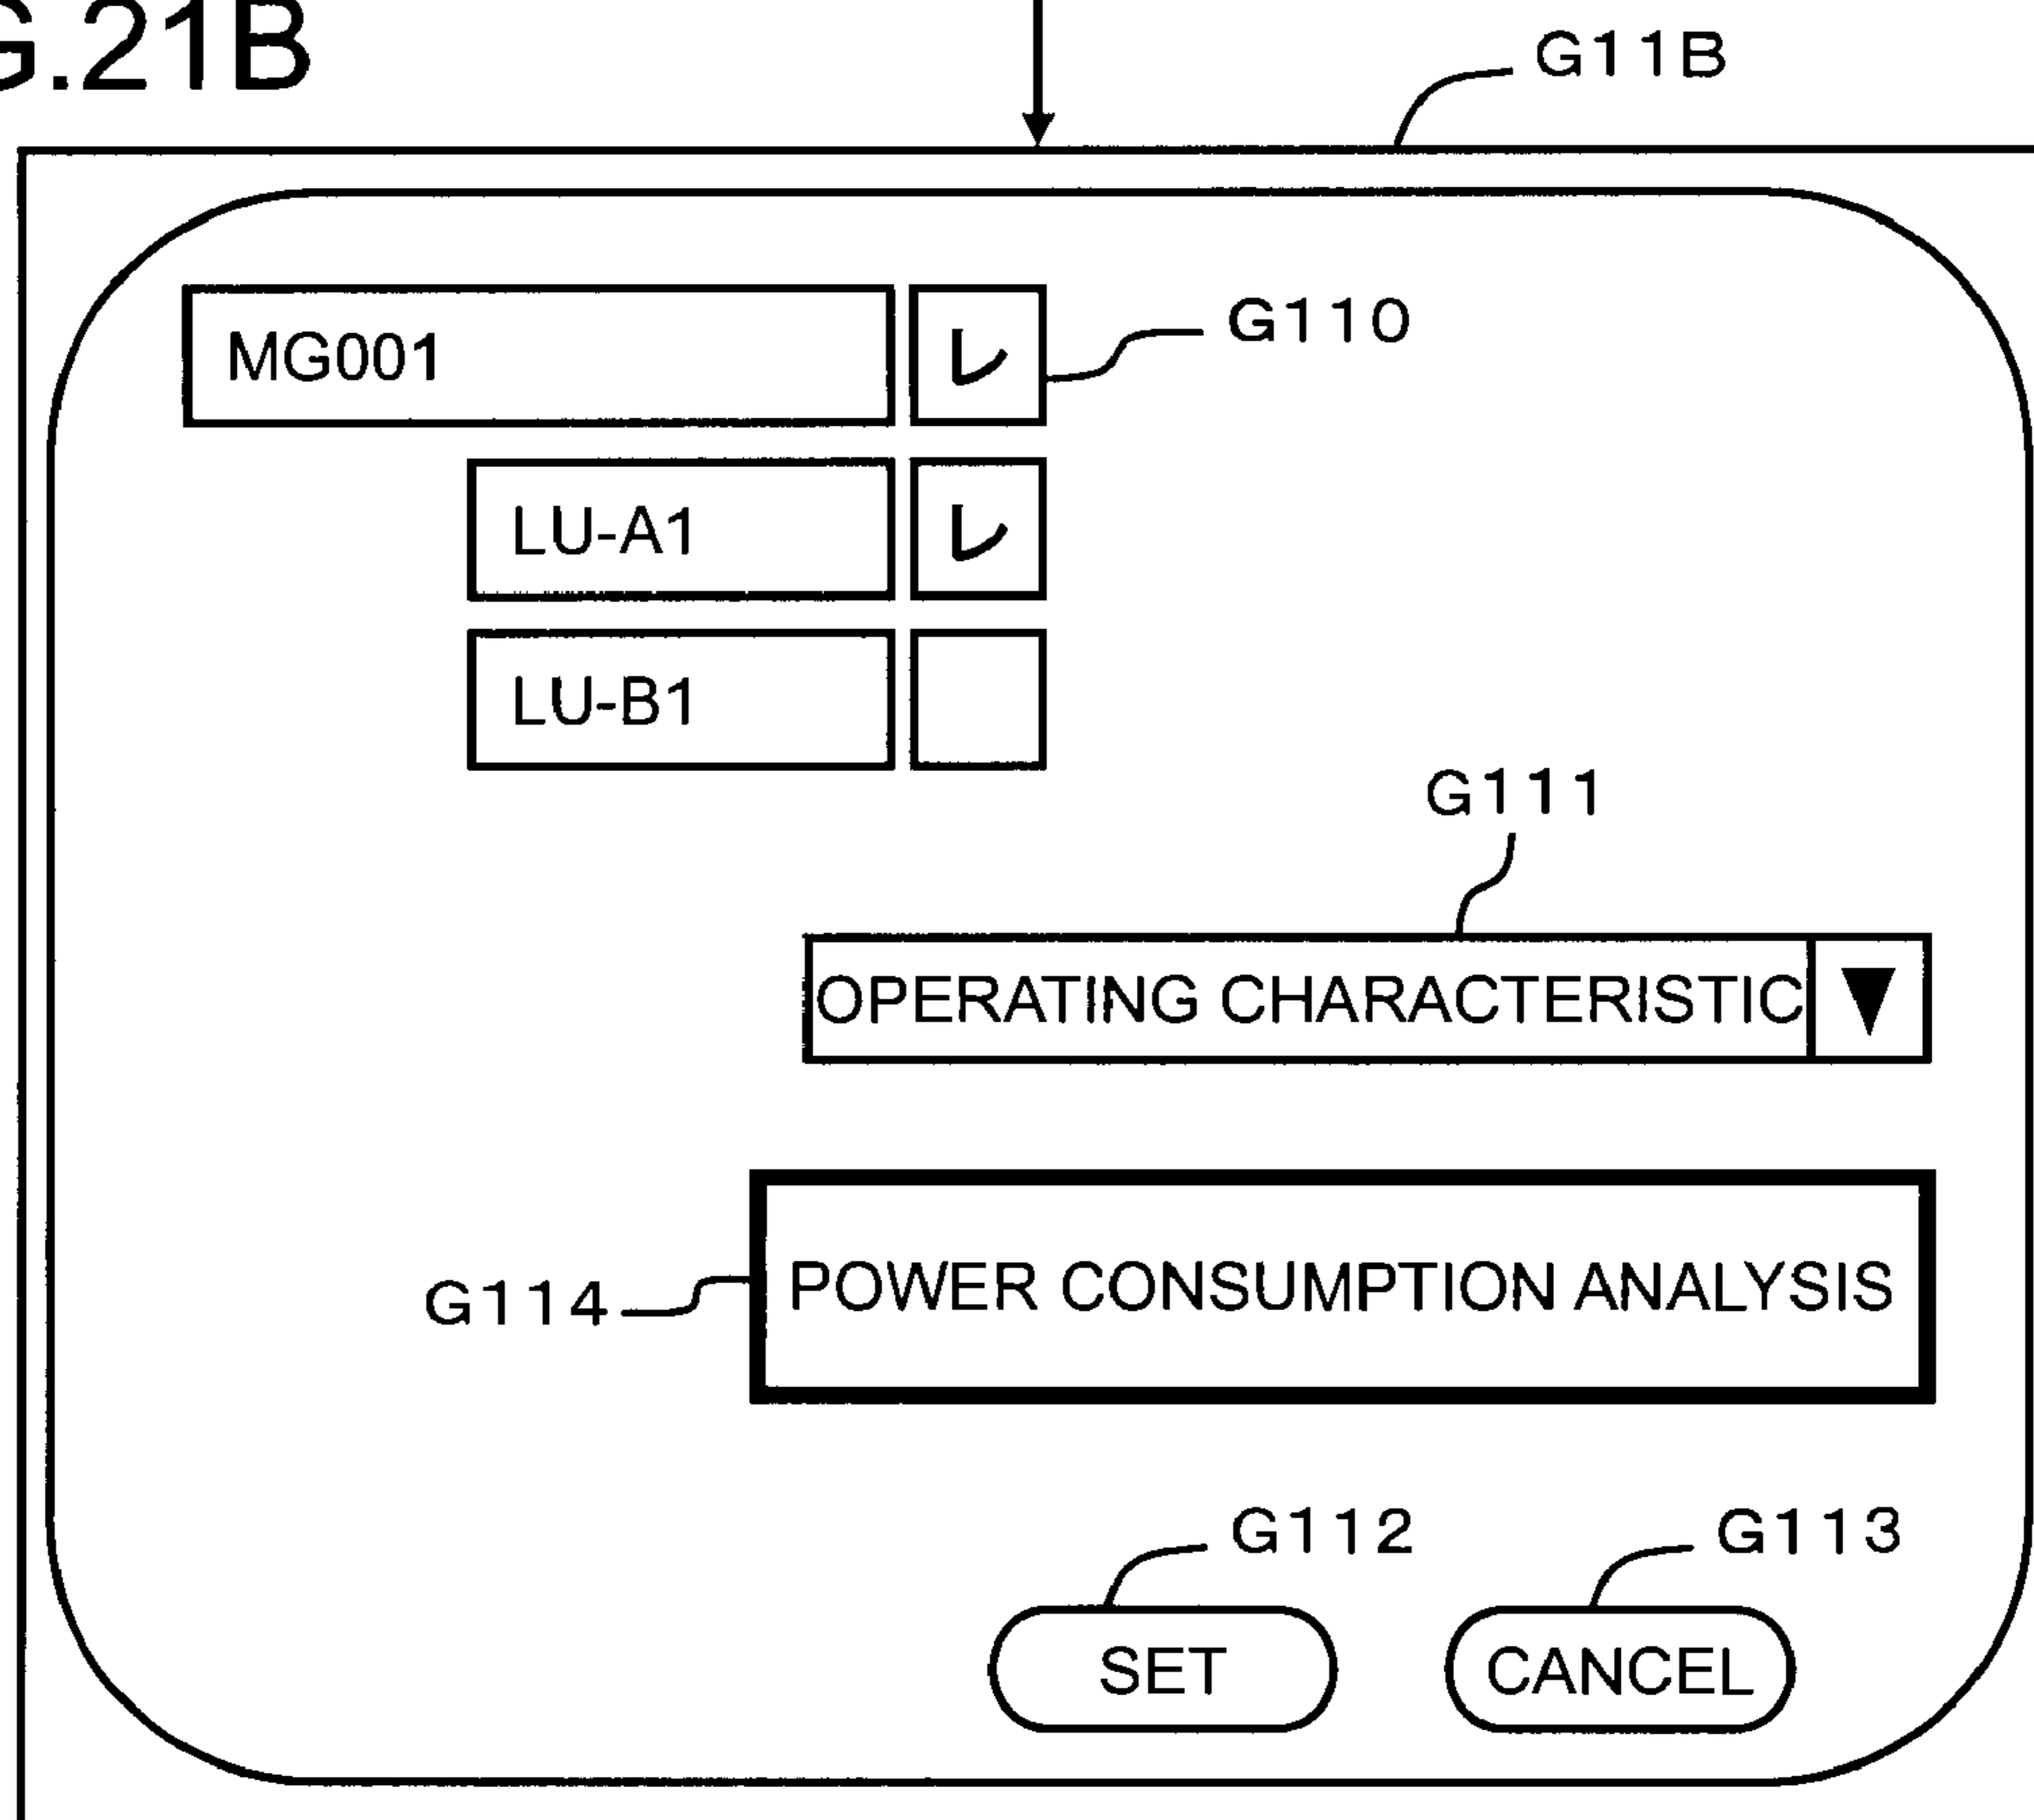 G.21B
G11B
MG001
レ
G110
LU-A1
レ
LU-B1
G111
OPERATING CHARACTERISTIC ▼
G114
POWER CONSUMPTION ANALYSIS
G112
G113
SET
CANCEL